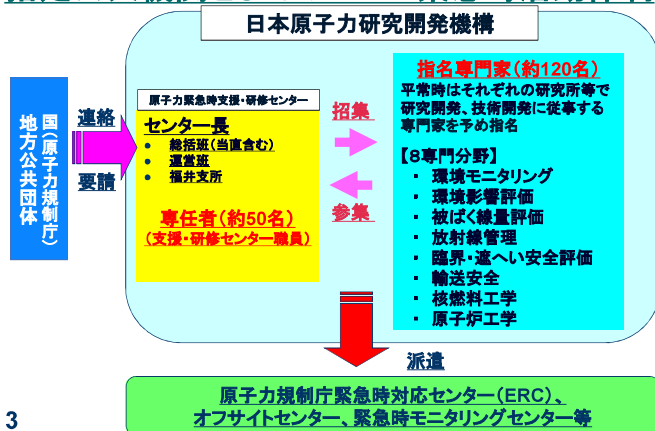 日本原子力研究開発機構
国（原子力規制庁）
地方公共団体
連絡
要請
原子力緊急時支援・研修センター
センター長
• 総括班（当直含む）
• 運営班
• 福井支所
専任者（約50名）
（支援・研修センター職員）
招集
参集
指名専門家（約120名）
平常時はそれぞれの研究所等で
研究開発、技術開発に従事する
専門家を予め指名
【８専門分野】
・ 環境モニタリング
・ 環境影響評価
・ 被ばく線量評価
・ 放射線管理
・ 臨界・遮へい安全評価
・ 輸送安全
・ 核燃料工学
・ 原子炉工学
派遣
原子力規制庁緊急時対応センター（ERC）、
オフサイトセンター、緊急時モニタリングセンター等
3